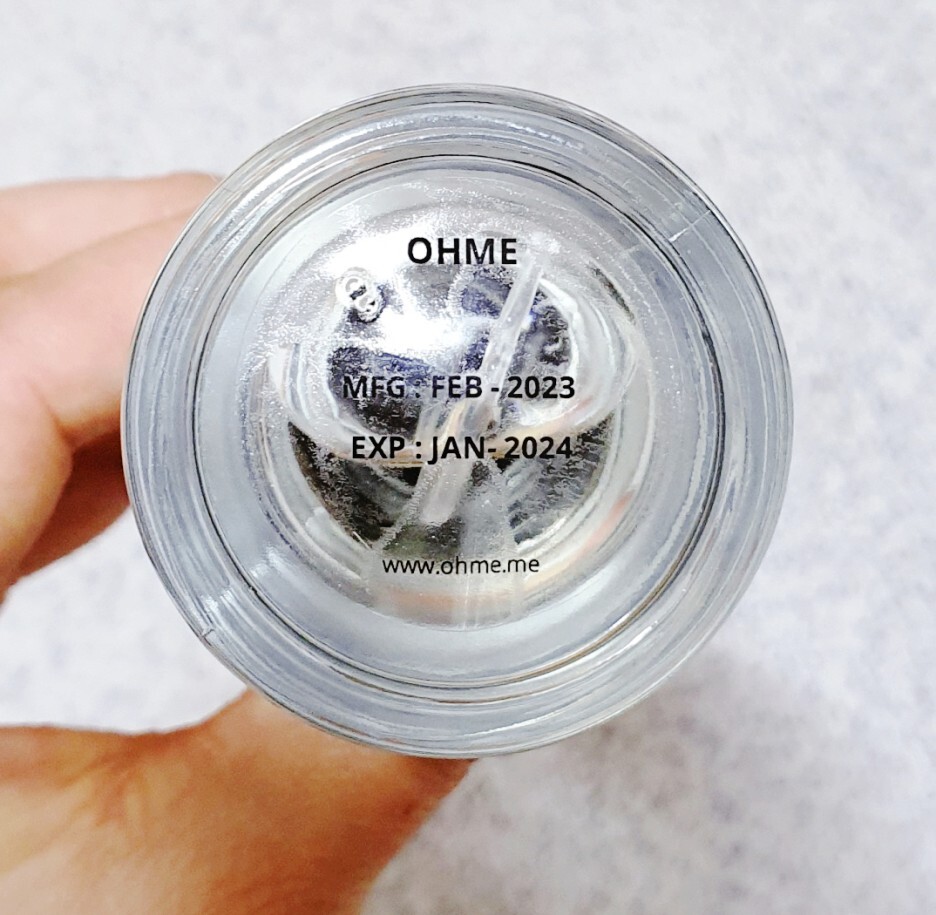 OHME
MFG : FEB - 2023
EXP : JAN- 2024
www.ohme.me